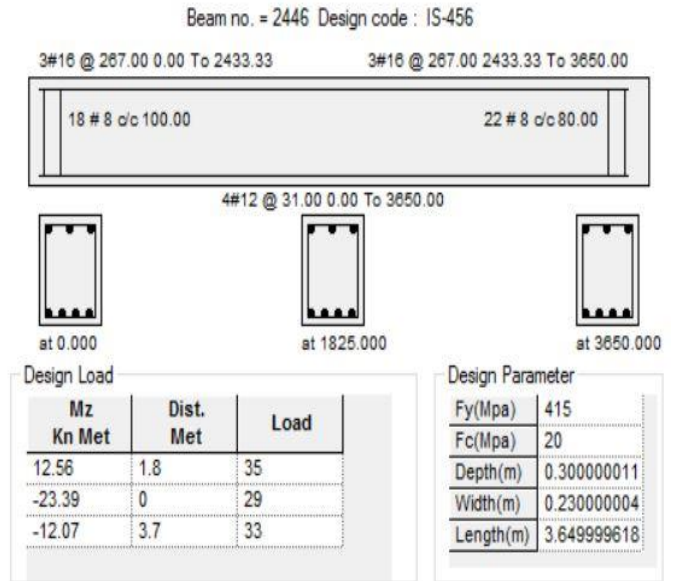 Beam no. = 2446 Design code : IS-456
3#16 @ 267.00 0.00 To 2433.33 3#16 @ 267.00 2433.33 To 3650.00
18 # 8 c/c 100.00 22 # 8 c/c 80.00
4#12 @ 31.00 0.00 To 3650.00
at 0.000 at 1825.000 at 3650.000
Design Load Design Parameter
Mz Kn Met Dist. Met Load
12.56 1.8 35
-23.39 0 29
-12.07 3.7 33
Fy(Mpa) 415
Fc(Mpa) 20
Depth(m) 0.300000011
Width(m) 0.230000004
Length(m) 3.649999618